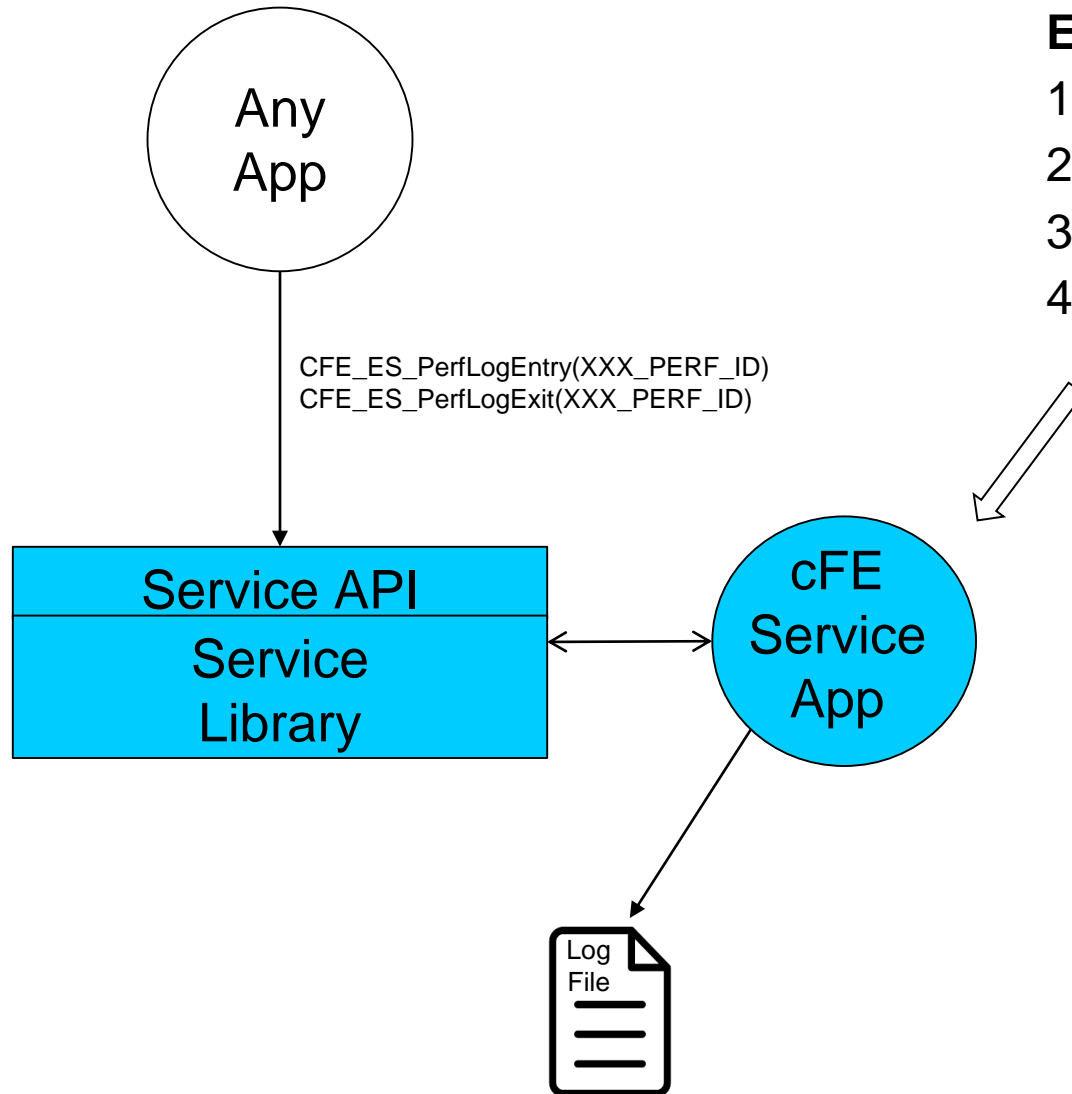 Any
App
E
1
2
3
4
CFE_ES_PerfLogEntry(XXX_PERF_ID)
CFE_ES_PerfLogExit(XXX_PERF_ID)
Service API
Service
Library
cFE
Service
App
Log
File